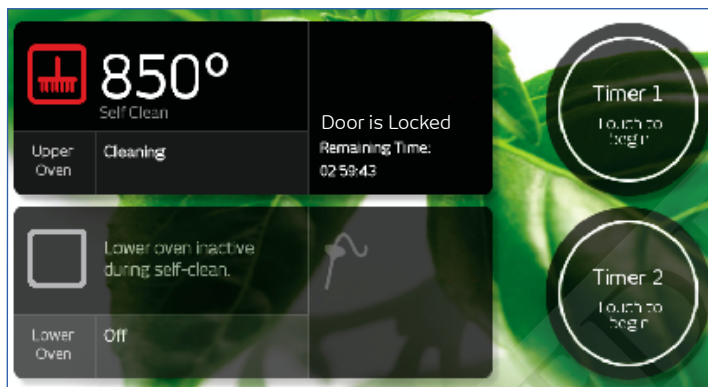 850°
Self Clean
Upper
Oven
Cleaning
Door is Locked
Remaining Time:
02:59:43
Lower oven inactive
during self-clean.
Lower
Oven
Off
Timer 1
Touch to
begin
Timer 2
Touch to
begin